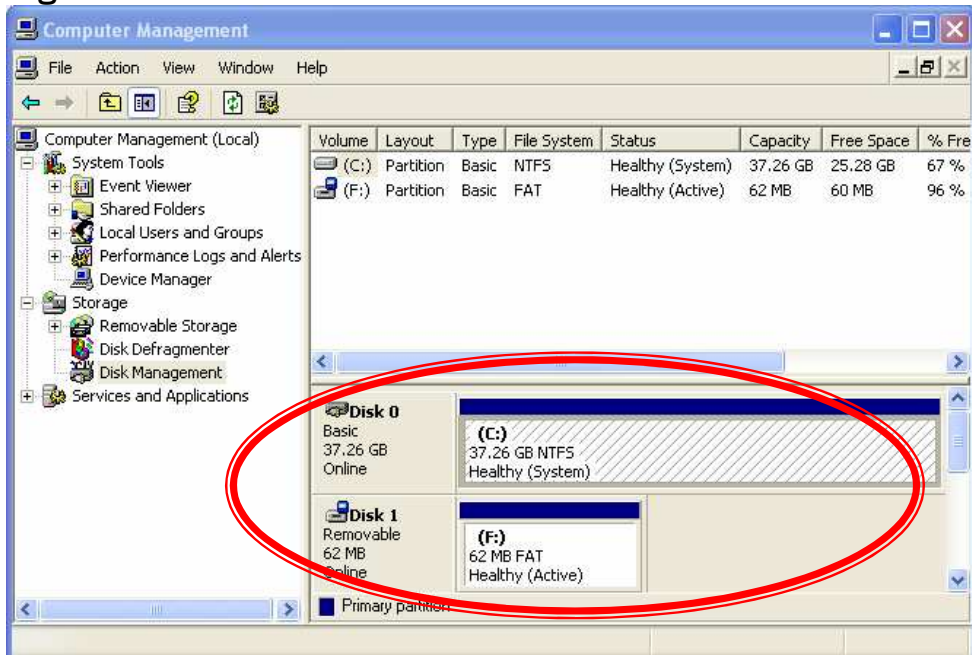 Computer Management
File Action View Window Help
Computer Management (Local)
System Tools
Event Viewer
Shared Folders
Local Users and Groups
Performance Logs and Alerts
Device Manager
Storage
Removable Storage
Disk Defragmenter
Disk Management
Services and Applications
Volume Layout Type File System Status Capacity Free Space % Fre
(C:) Partition Basic NTFS Healthy (System) 37.26 GB 25.28 GB 67 %
(F:) Partition Basic FAT Healthy (Active) 62 MB 60 MB 96 %
Disk 0
Basic
37.26 GB
Online
(C:)
37.26 GB NTFS
Healthy (System)
Disk 1
Removable
62 MB
Online
(F:)
62 MB FAT
Healthy (Active)
Primary partition